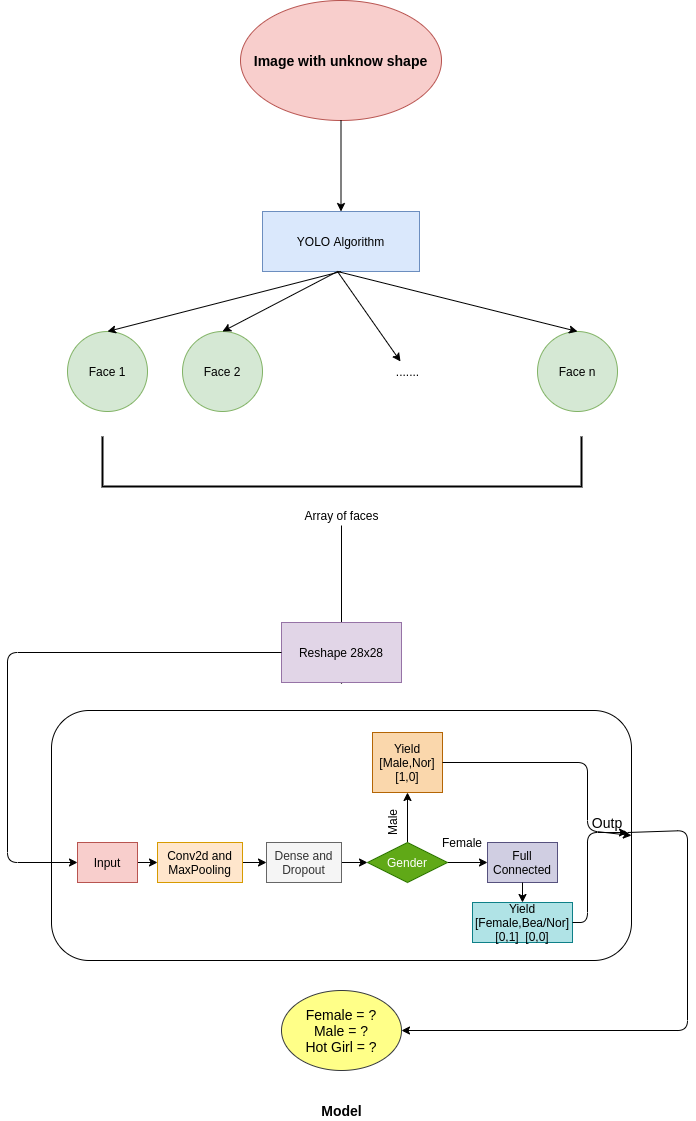 Image with unknow shape
YOLO Algorithm
Face 1
Face 2
.......
Face n
Array of faces
Reshape 28x28
Yield
[Male,Nor]
[1,0]
Male
Outp
Input
Conv2d and
MaxPooling
Dense and
Dropout
Gender
Female
Full
Connected
Yield
[Female,Bea/Nor]
[0,1] [0,0]
Female = ?
Male = ?
Hot Girl = ?
Model